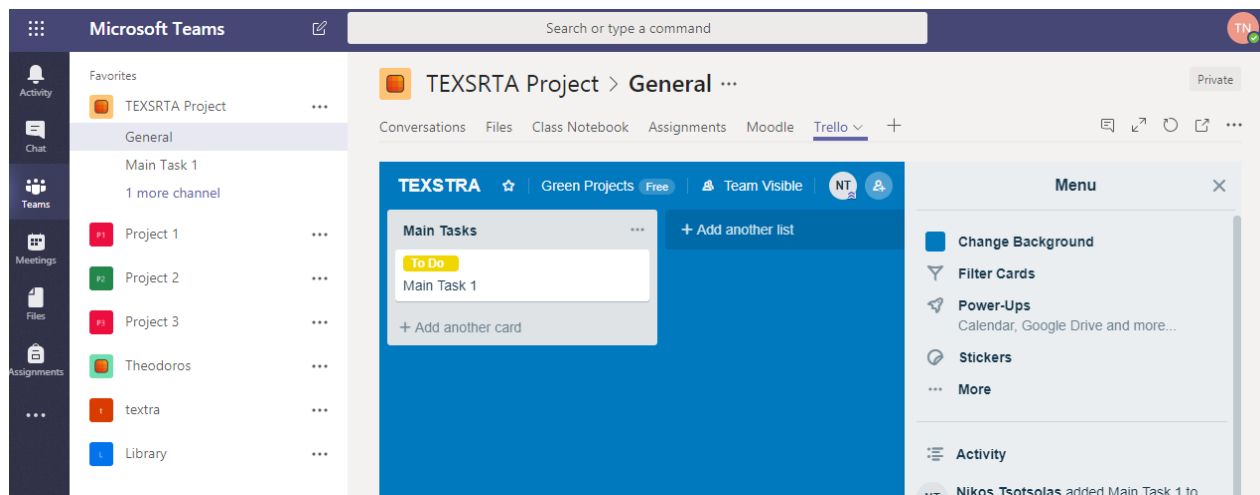 Microsoft Teams
Search or type a command
TN
Activity
Chat
Teams
Meetings
Files
Assignments
Favorites
TEXSRTA Project
General
Main Task 1
1 more channel
P1 Project 1
P2 Project 2
P3 Project 3
Theodoros
t textra
L Library
TEXSRTA Project > General
Private
Conversations Files Class Notebook Assignments Moodle Trello
TEXSTRA Green Projects Free Team Visible NT
Main Tasks
To Do
Main Task 1
+ Add another card
+ Add another list
Menu
Change Background
Filter Cards
Power-Ups
Calendar, Google Drive and more...
Stickers
More
Activity
Nikos Tsotsolas added Main Task 1 to